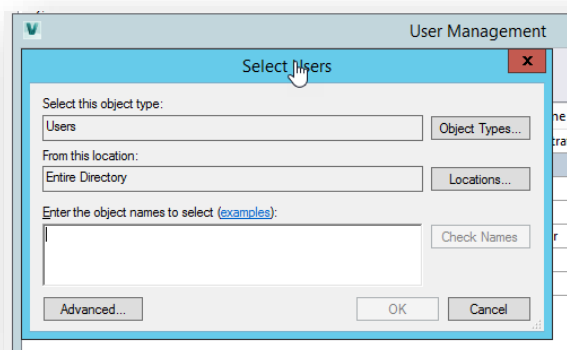 User Management
Select Users
x
Select this object type:
Users
Object Types...
From this location:
Entire Directory
Locations...
Enter the object names to select (examples):
Check Names
Advanced...
OK
Cancel